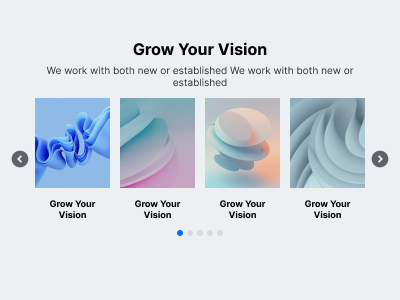 Grow Your Vision
We work with both new or established We work with both new or
established
Grow Your
Vision
Grow Your
Vision
Grow Your
Vision
Grow Your
Vision